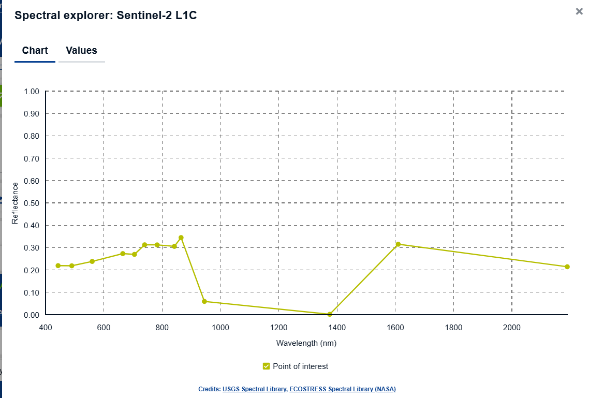 Spectral explorer: Sentinel-2 L1C
×
Chart Values
1.00
0.90
0.80
0.70
0.60
0.50
0.40
0.30
0.20
0.10
0.00
Reflectance
400 600 800 1000 1200 1400 1600 1800 2000
Wavelength (nm)
Point of interest
Credits: USGS Spectral Library, ECOSTRESS Spectral Library (NASA)